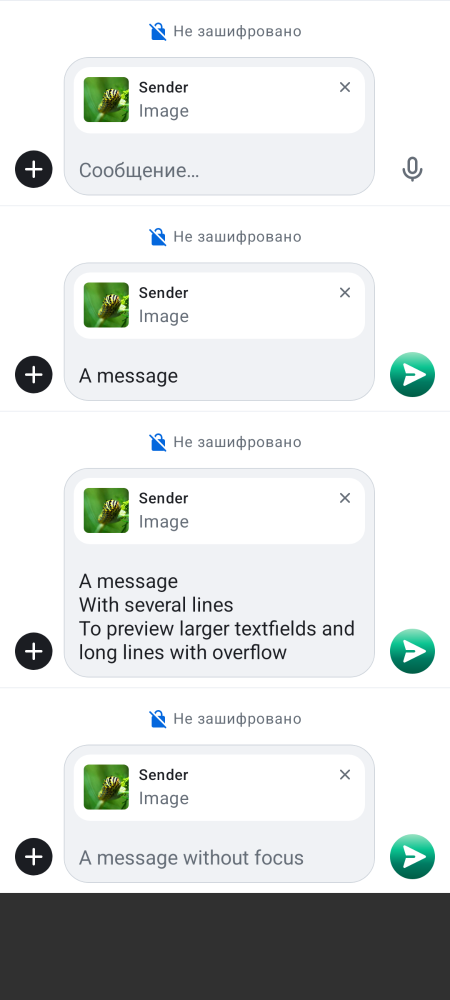 Не зашифровано
Sender
Image
Сообщение…
Не зашифровано
Sender
Image
A message
Не зашифровано
Sender
Image
A message
With several lines
To preview larger textfields and
long lines with overflow
Не зашифровано
Sender
Image
A message without focus